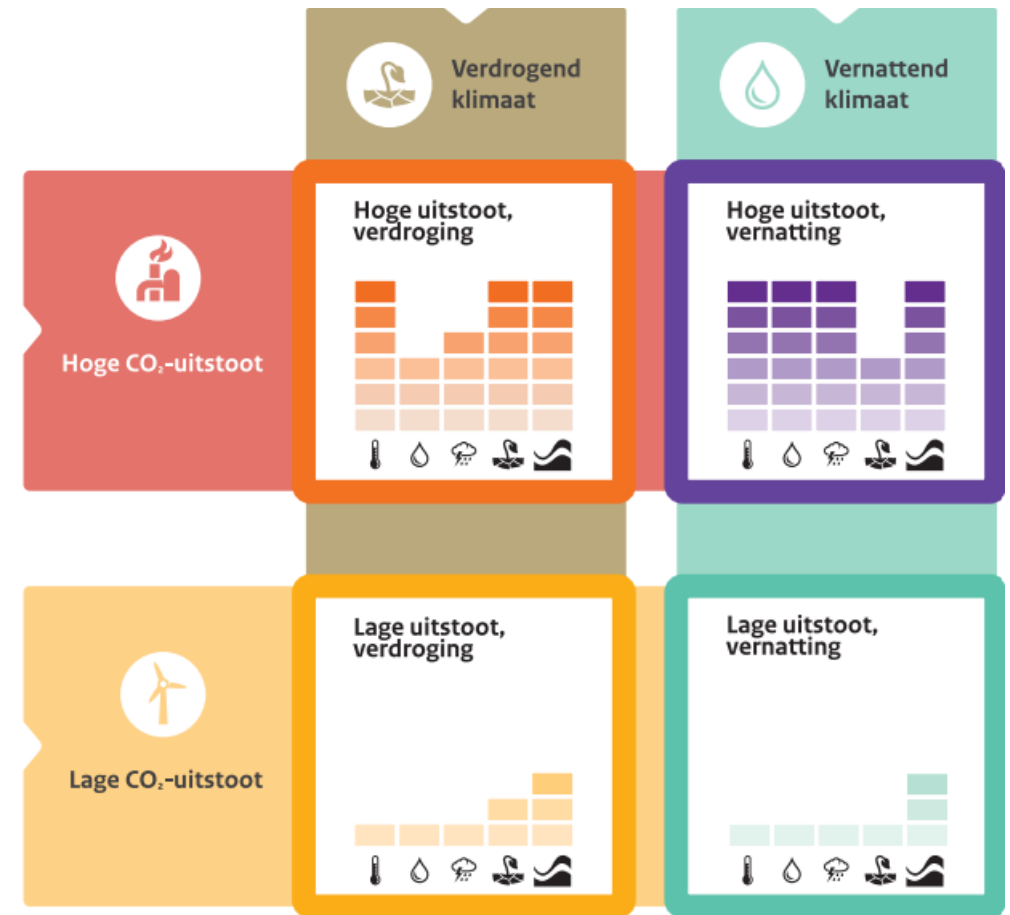 Verdrogend
klimaat
Vernattend
klimaat
Hoge CO₂-uitstoot
Hoge uitstoot,
verdroging
Hoge uitstoot,
vernatting
Lage CO₂-uitstoot
Lage uitstoot,
verdroging
Lage uitstoot,
vernatting